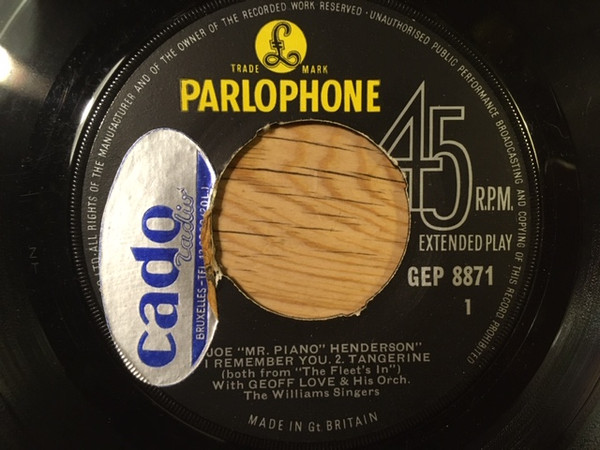 ALL RIGHTS OF THE MANUFACTURER AND OF THE OWNER OF THE RECORDED WORK RESERVED · UNAUTHORISED PUBLIC PERFORMANCE BROADCASTING AND COPYING OF THIS RECORD PROHIBITED
£
TRADE MARK
PARLOPHONE
45
R.P.M.
EXTENDED PLAY
GEP 8871
1
cado
radio
BRUXELLES-TEL
JOE "MR. PIANO" HENDERSON"
I REMEMBER YOU. 2. TANGERINE
(both from "The Fleet's In")
With GEOFF LOVE & His Orch.
The Williams Singers
MADE IN Gt BRITAIN
ZT